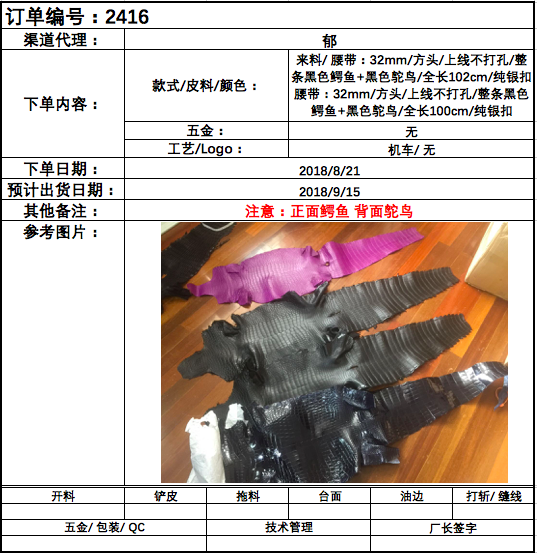 订单编号：2416
渠道代理：
郁
下单内容：
款式/皮料/颜色：
来料/ 腰带：32mm/方头/上线不打孔/整
条黑色鳄鱼+黑色鸵鸟/全长102cm/纯银扣
腰带：32mm/方头/上线不打孔/整条黑色
鳄鱼+黑色鸵鸟/全长100cm/纯银扣
五金：
无
工艺/Logo：
机车/ 无
下单日期：
2018/8/21
预计出货日期：
2018/9/15
其他备注：
注意：正面鳄鱼 背面鸵鸟
参考图片：
开料
铲皮
拖料
台面
油边
打斩/ 缝线
五金/ 包装/ QC
技术管理
厂长签字